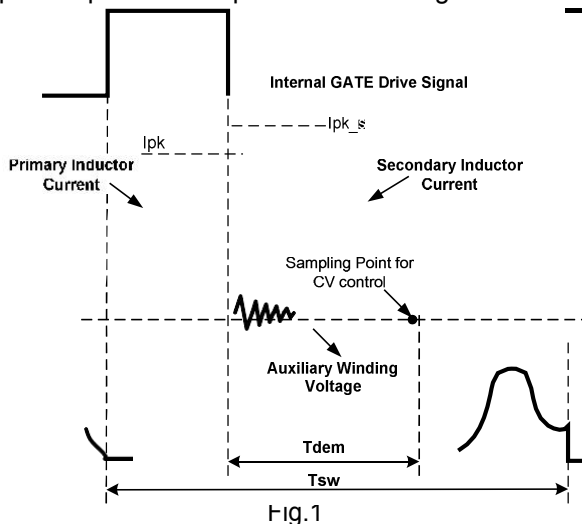 Internal GATE Drive Signal
Ipk_s
Ipk
Primary Inductor
Current
Secondary Inductor
Current
Sampling Point for
CV control
Auxiliary Winding
Voltage
Tdem
Tsw
Fig.1